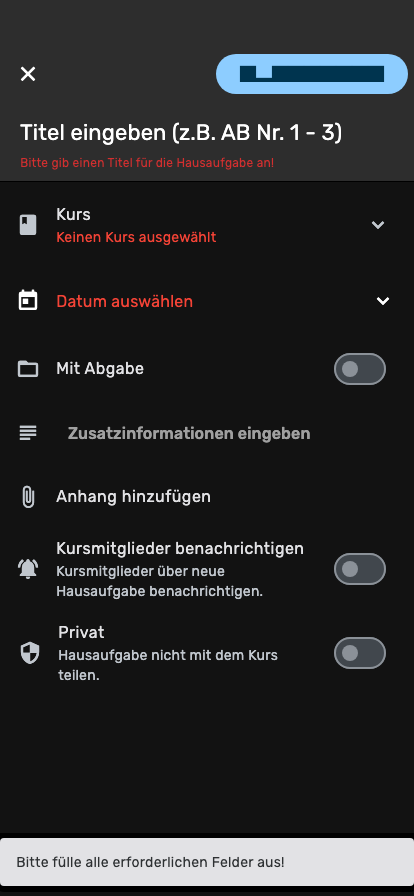 Titel eingeben (z.B. AB Nr. 1 - 3)
Bitte gib einen Titel für die Hausaufgabe an!
Kurs
Keinen Kurs ausgewählt
Datum auswählen
Mit Abgabe
Zusatzinformationen eingeben
Anhang hinzufügen
Kursmitglieder benachrichtigen
Kursmitglieder über neue
Hausaufgabe benachrichtigen.
Privat
Hausaufgabe nicht mit dem Kurs
teilen.
Bitte fülle alle erforderlichen Felder aus!